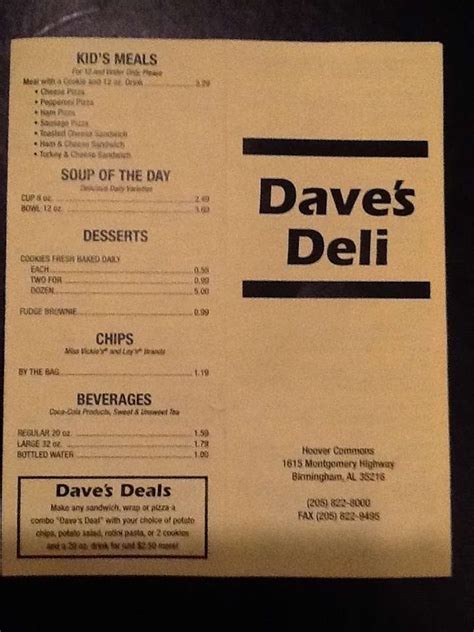 KID'S MEALS
For 12 and Under Only, Please
Meal with a Cookie and 12 oz. Drink 3.29
• Cheese Pizza
• Pepperoni Pizza
• Ham Pizza
• Sausage Pizza
• Toasted Cheese Sandwich
• Ham & Cheese Sandwich
• Turkey & Cheese Sandwich
SOUP OF THE DAY
Delicious Daily Varieties
CUP 8 oz. 2.49
BOWL 12 oz. 3.69
DESSERTS
COOKIES FRESH BAKED DAILY
EACH 0.59
TWO FOR 0.99
DOZEN 5.00
FUDGE BROWNIE 0.99
CHIPS
Miss Vickie's® and Lay's® Brands
BY THE BAG 1.19
BEVERAGES
Coca-Cola Products, Sweet & Unsweet Tea
REGULAR 20 oz. 1.59
LARGE 32 oz. 1.79
BOTTLED WATER 1.00
Dave's Deals
Make any sandwich, wrap or pizza a
combo "Dave's Deal" with your choice of potato
chips, potato salad, rotini pasta, or 2 cookies
and a 20 oz. drink for just $2.50 more!
Dave's
Deli
Hoover Commons
1615 Montgomery Highway
Birmingham, AL 35216
(205) 822-8000
FAX (205) 822-9495